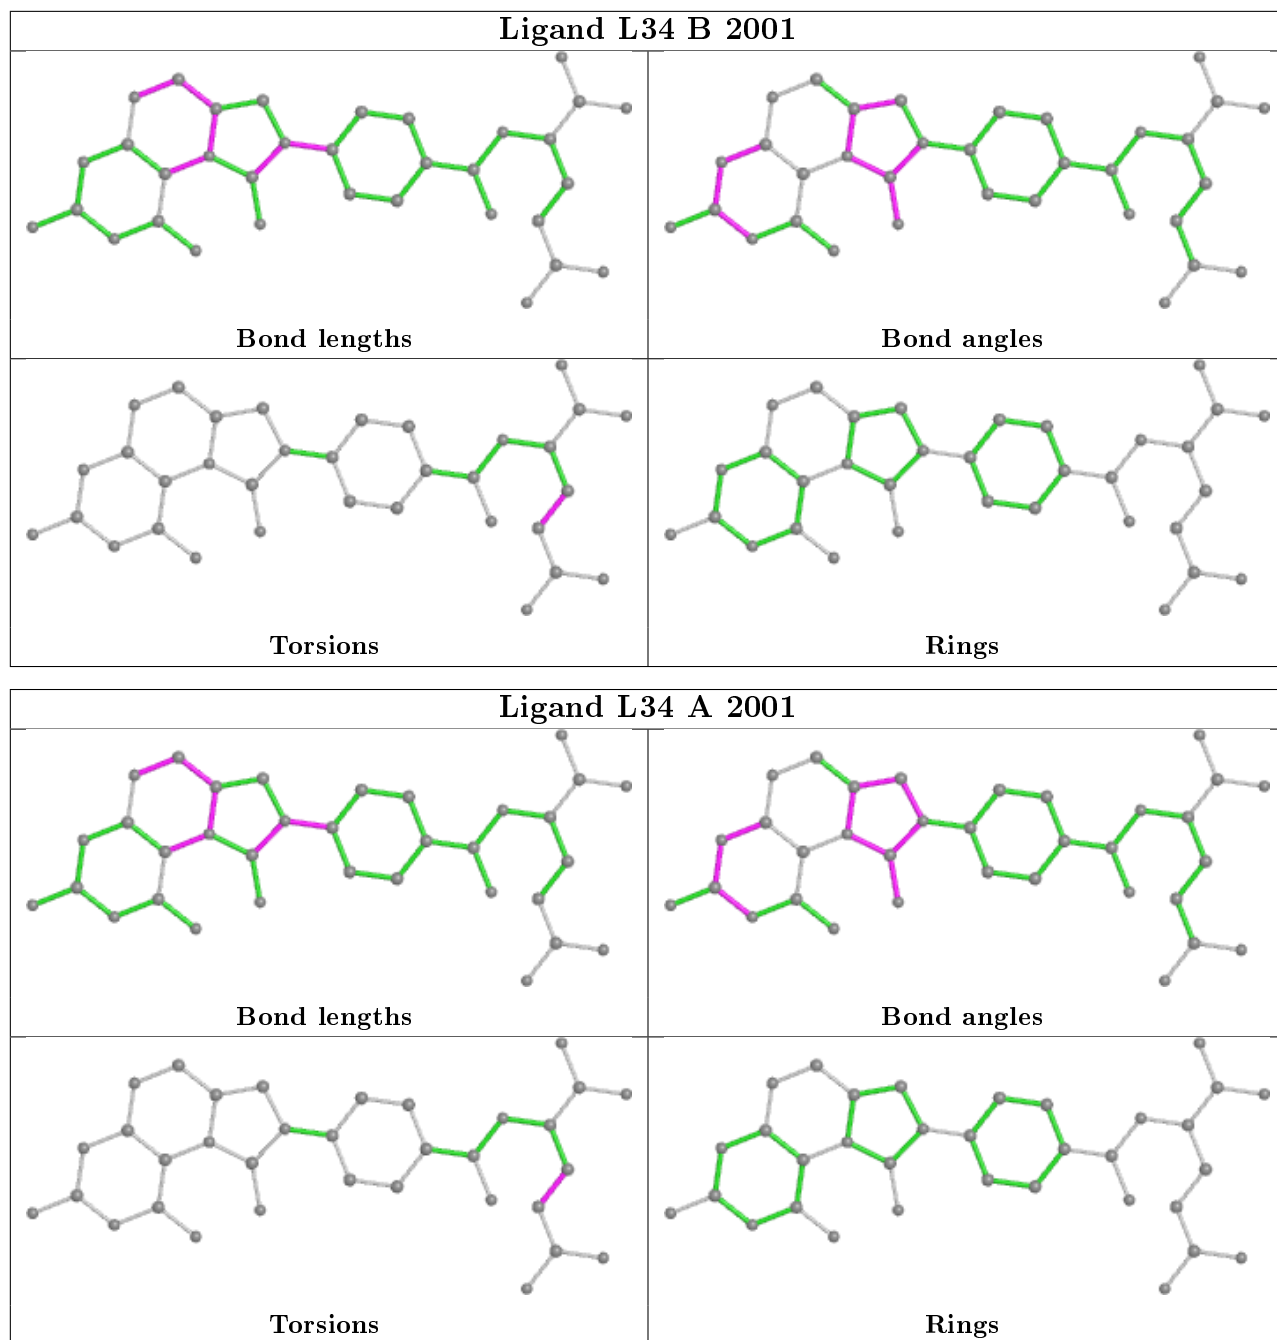 Ligand L34 B 2001
Bond lengths
Bond angles
Torsions
Rings
Ligand L34 A 2001
Bond lengths
Bond angles
Torsions
Rings